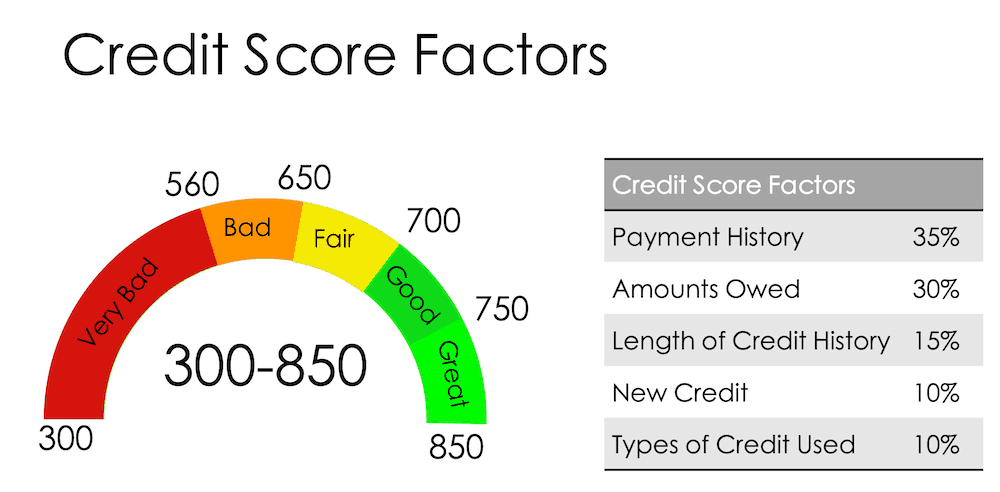 Credit Score Factors
560
650
700
750
Very Bad
Bad
Fair
Good
Great
300-850
300
850
Credit Score Factors
Payment History 35%
Amounts Owed 30%
Length of Credit History 15%
New Credit 10%
Types of Credit Used 10%